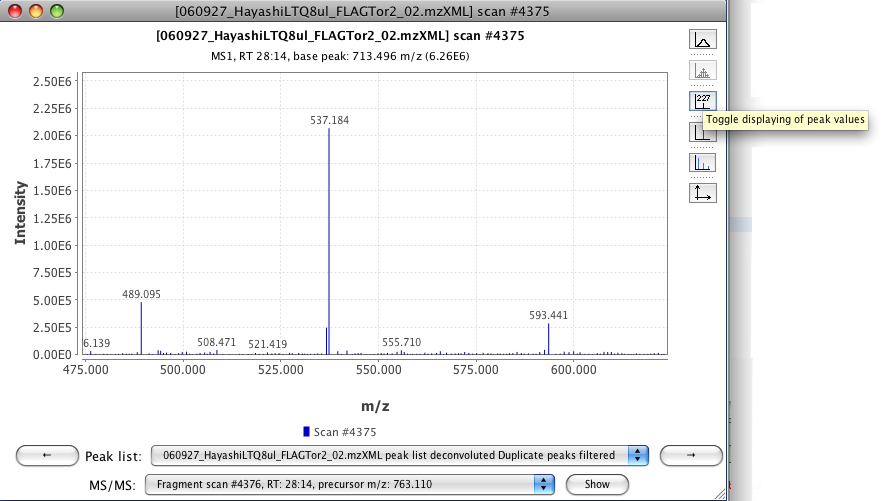 [060927_HayashiLTQ8ul_FLAGTor2_02.mzXML] scan #4375
[060927_HayashiLTQ8ul_FLAGTor2_02.mzXML] scan #4375
MS1, RT 28:14, base peak: 713.496 m/z (6.26E6)
2.50E6
2.25E6
2.00E6
1.75E6
1.50E6
1.25E6
1.00E6
7.50E5
5.00E5
2.50E5
0.00E0
Intensity
537.184
489.095
593.441
6.139
508.471
521.419
555.710
475.000
500.000
525.000
550.000
575.000
600.000
m/z
Scan #4375
227
Toggle displaying of peak values
← Peak list: 060927_HayashiLTQ8ul_FLAGTor2_02.mzXML peak list deconvoluted Duplicate peaks filtered →
MS/MS: Fragment scan #4376, RT: 28:14, precursor m/z: 763.110 Show